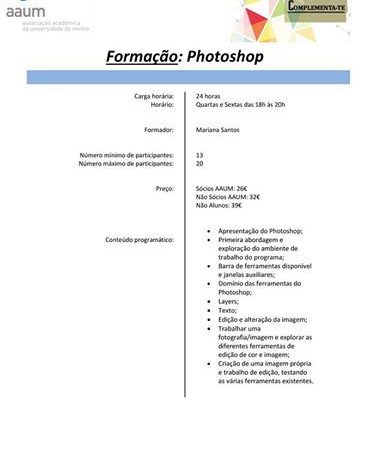 aaum
associação académica
da universidade do minho
COMPLEMENTA-TE
Formação: Photoshop
Carga horária: 24 horas
Horário: Quartas e Sextas das 18h às 20h
Formador: Mariana Santos
Número mínimo de participantes: 13
Número máximo de participantes: 20
Preço: Sócios AAUM: 26€
Não Sócios AAUM: 32€
Não Alunos: 39€
Conteúdo programático: • Apresentação do Photoshop;
• Primeira abordagem e
exploração do ambiente de
trabalho do programa;
• Barra de ferramentas disponível
e janelas auxiliares;
• Domínio das ferramentas do
Photoshop;
• Layers;
• Texto;
• Edição e alteração da imagem;
• Trabalhar uma
fotografia/imagem e explorar as
diferentes ferramentas de
edição de cor e imagem;
• Criação de uma imagem própria
e trabalho de edição, testando
as várias ferramentas existentes.